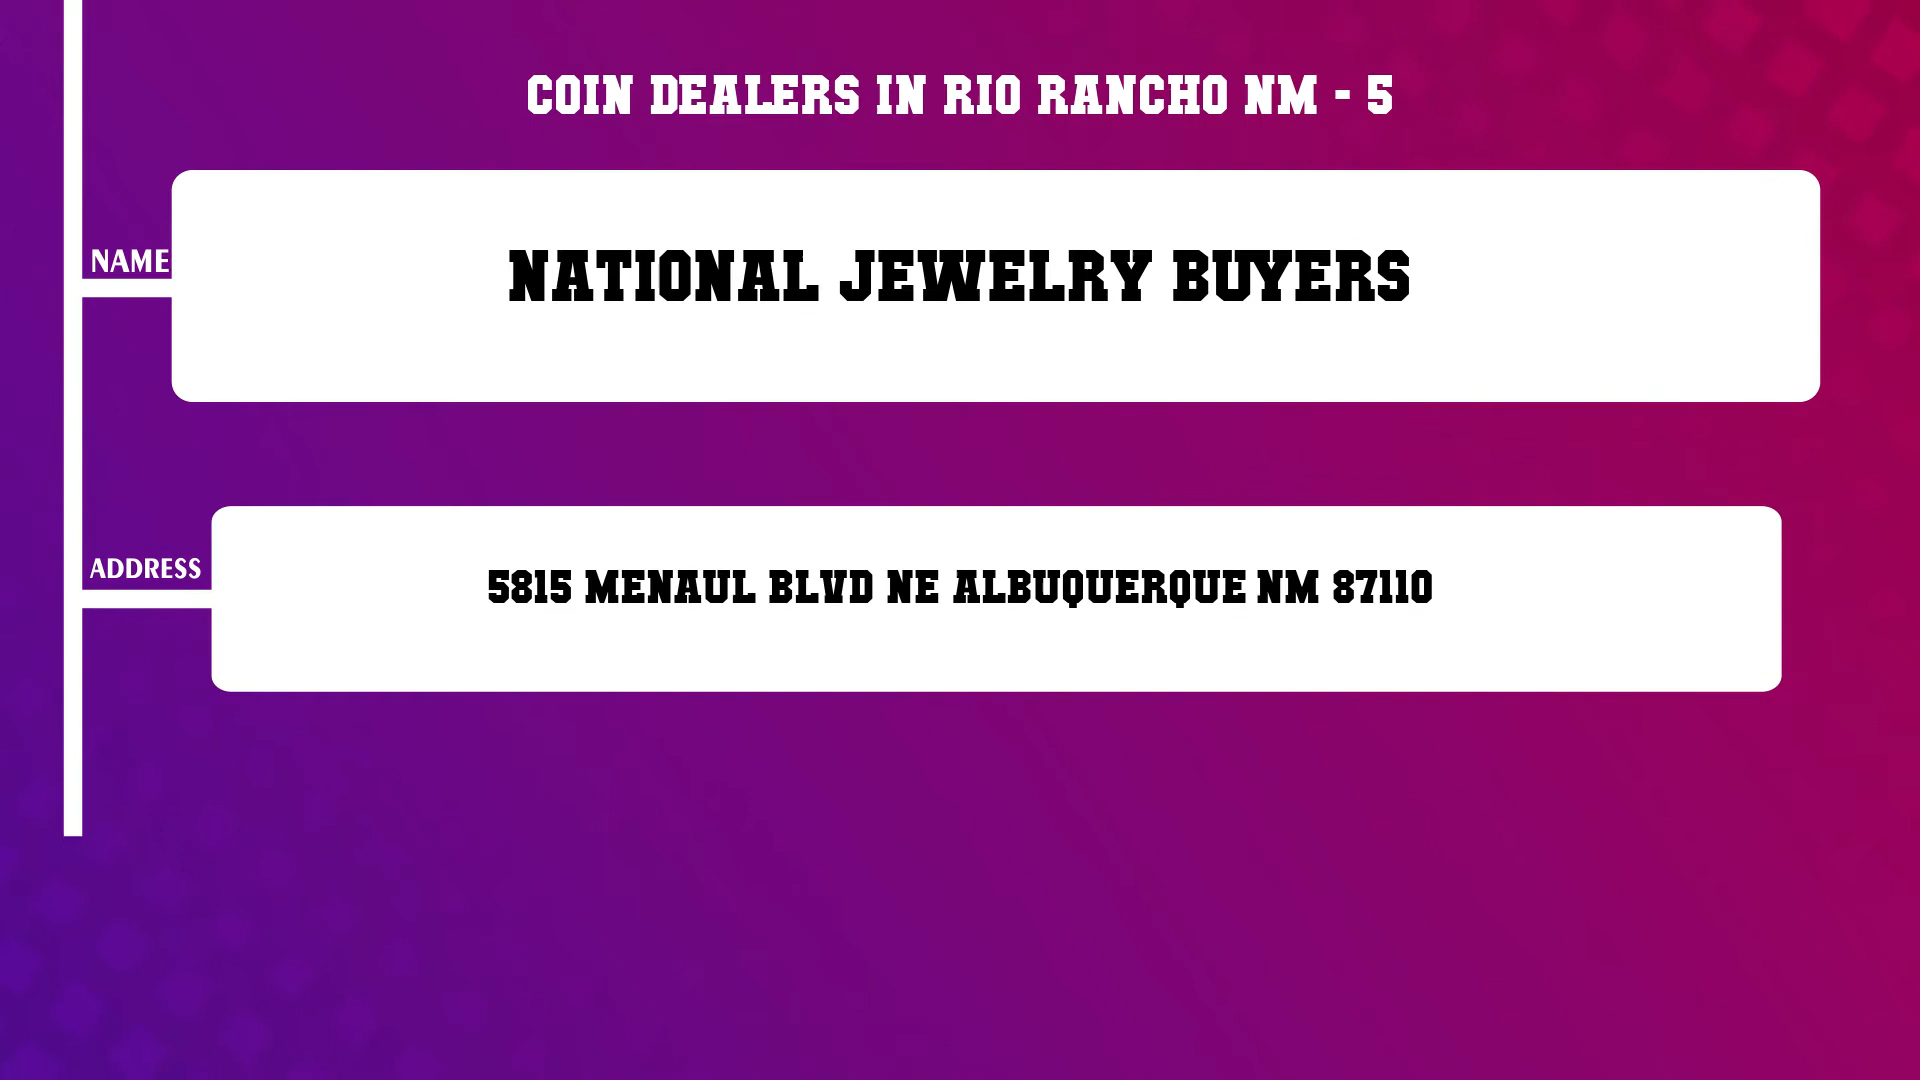 COIN DEALERS IN RIO RANCHO NM - 5
NAME
NATIONAL JEWELRY BUYERS
ADDRESS
5815 MENAUL BLVD NE ALBUQUERQUE NM 87110